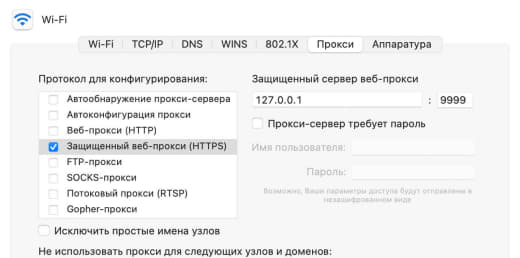 Wi-Fi
Wi-Fi TCP/IP DNS WINS 802.1X Прокси Аппаратура
Протокол для конфигурирования:
Автообнаружение прокси-сервера
Автоконфигурация прокси
Веб-прокси (HTTP)
Защищенный веб-прокси (HTTPS)
FTP-прокси
SOCKS-прокси
Потоковый прокси (RTSP)
Gopher-прокси
Исключить простые имена узлов
Не использовать прокси для следующих узлов и доменов:
Защищенный сервер веб-прокси
127.0.0.1 : 9999
Прокси-сервер требует пароль
Имя пользователя:
Пароль:
Возможно, Ваши параметры доступа будут отправлены в
незашифрованном виде